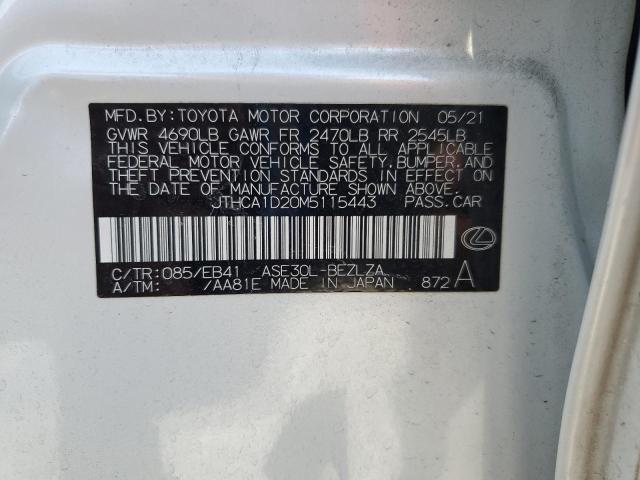 MFD. BY: TOYOTA MOTOR CORPORATION 05/21
GVWR 4690LB GAWR FR 2470LB RR 2545LB
THIS VEHICLE CONFORMS TO ALL APPLICABLE
FEDERAL MOTOR VEHICLE SAFETY, BUMPER, AND
THEFT PREVENTION STANDARDS IN EFFECT ON
THE DATE OF MANUFACTURE SHOWN ABOVE.
JTHCA1D20M5115443 PASS. CAR
C/TR: 085/EB41 ASE30L-BEZLZA
A/TM: /AA81E MADE IN JAPAN 872 A